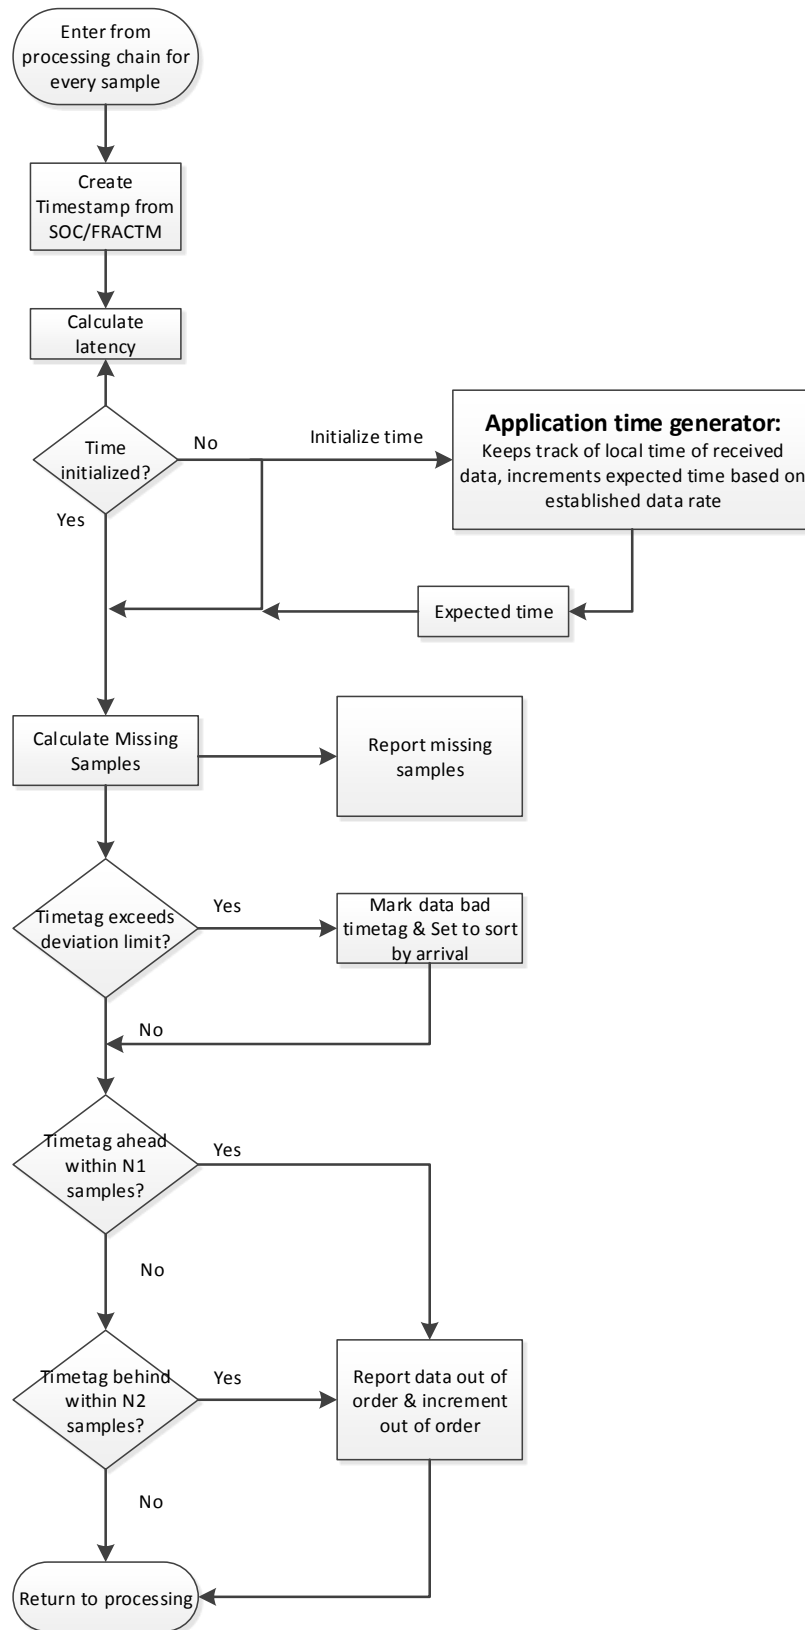 Enter from
processing chain for
every sample
Create
Timestamp from
SOC/FRACTM
Calculate
latency
Time
initialized?
No
Initialize time
Application time generator:
Keeps track of local time of received
data, increments expected time based on
established data rate
Yes
Expected time
Calculate Missing
Samples
Report missing
samples
Timetag exceeds
deviation limit?
Yes
Mark data bad
timetag & Set to sort
by arrival
No
Timetag ahead
within N1
samples?
Yes
No
Timetag behind
within N2
samples?
Yes
Report data out of
order & increment
out of order
No
Return to processing